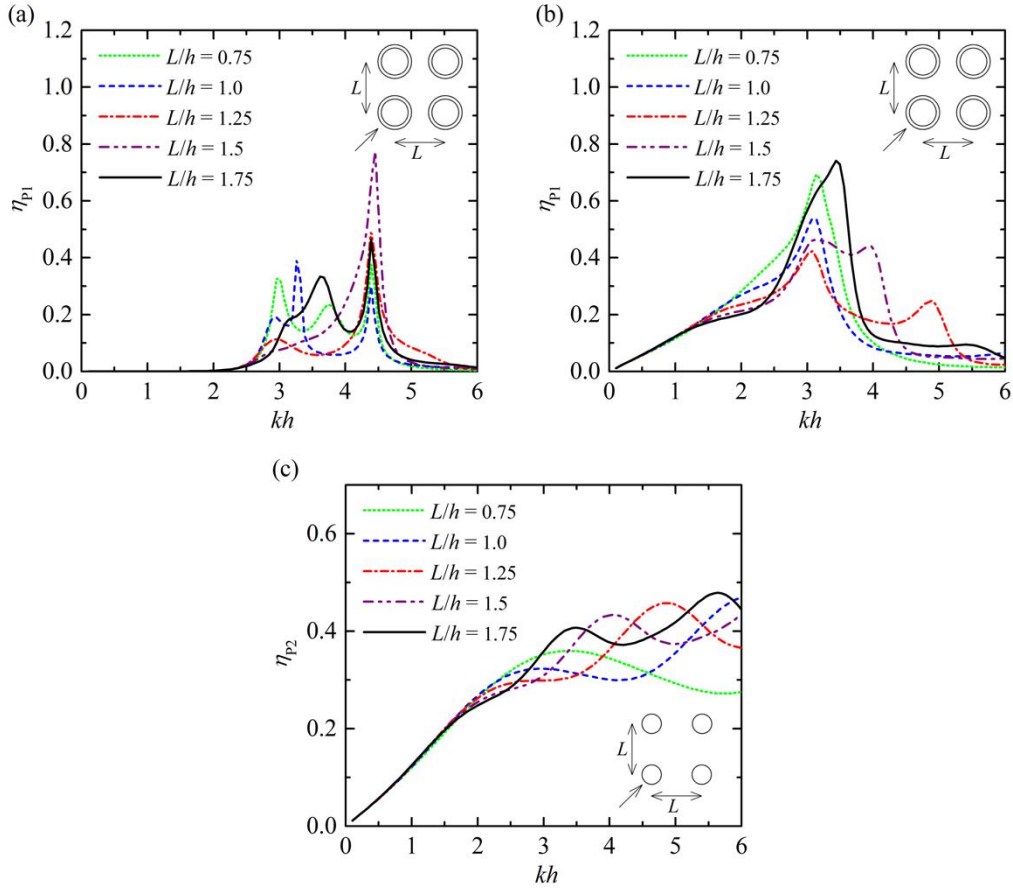 (a)
1.2
1.0
0.8
0.6
0.4
0.2
0.0
ηP1
L/h = 0.75
L/h = 1.0
L/h = 1.25
L/h = 1.5
L/h = 1.75
L
L
0 1 2 3 4 5 6
kh
(b)
1.2
1.0
0.8
0.6
0.4
0.2
0.0
ηP1
L/h = 0.75
L/h = 1.0
L/h = 1.25
L/h = 1.5
L/h = 1.75
L
L
0 1 2 3 4 5 6
kh
(c)
0.6
0.4
0.2
0.0
ηP2
L/h = 0.75
L/h = 1.0
L/h = 1.25
L/h = 1.5
L/h = 1.75
L
L
0 1 2 3 4 5 6
kh